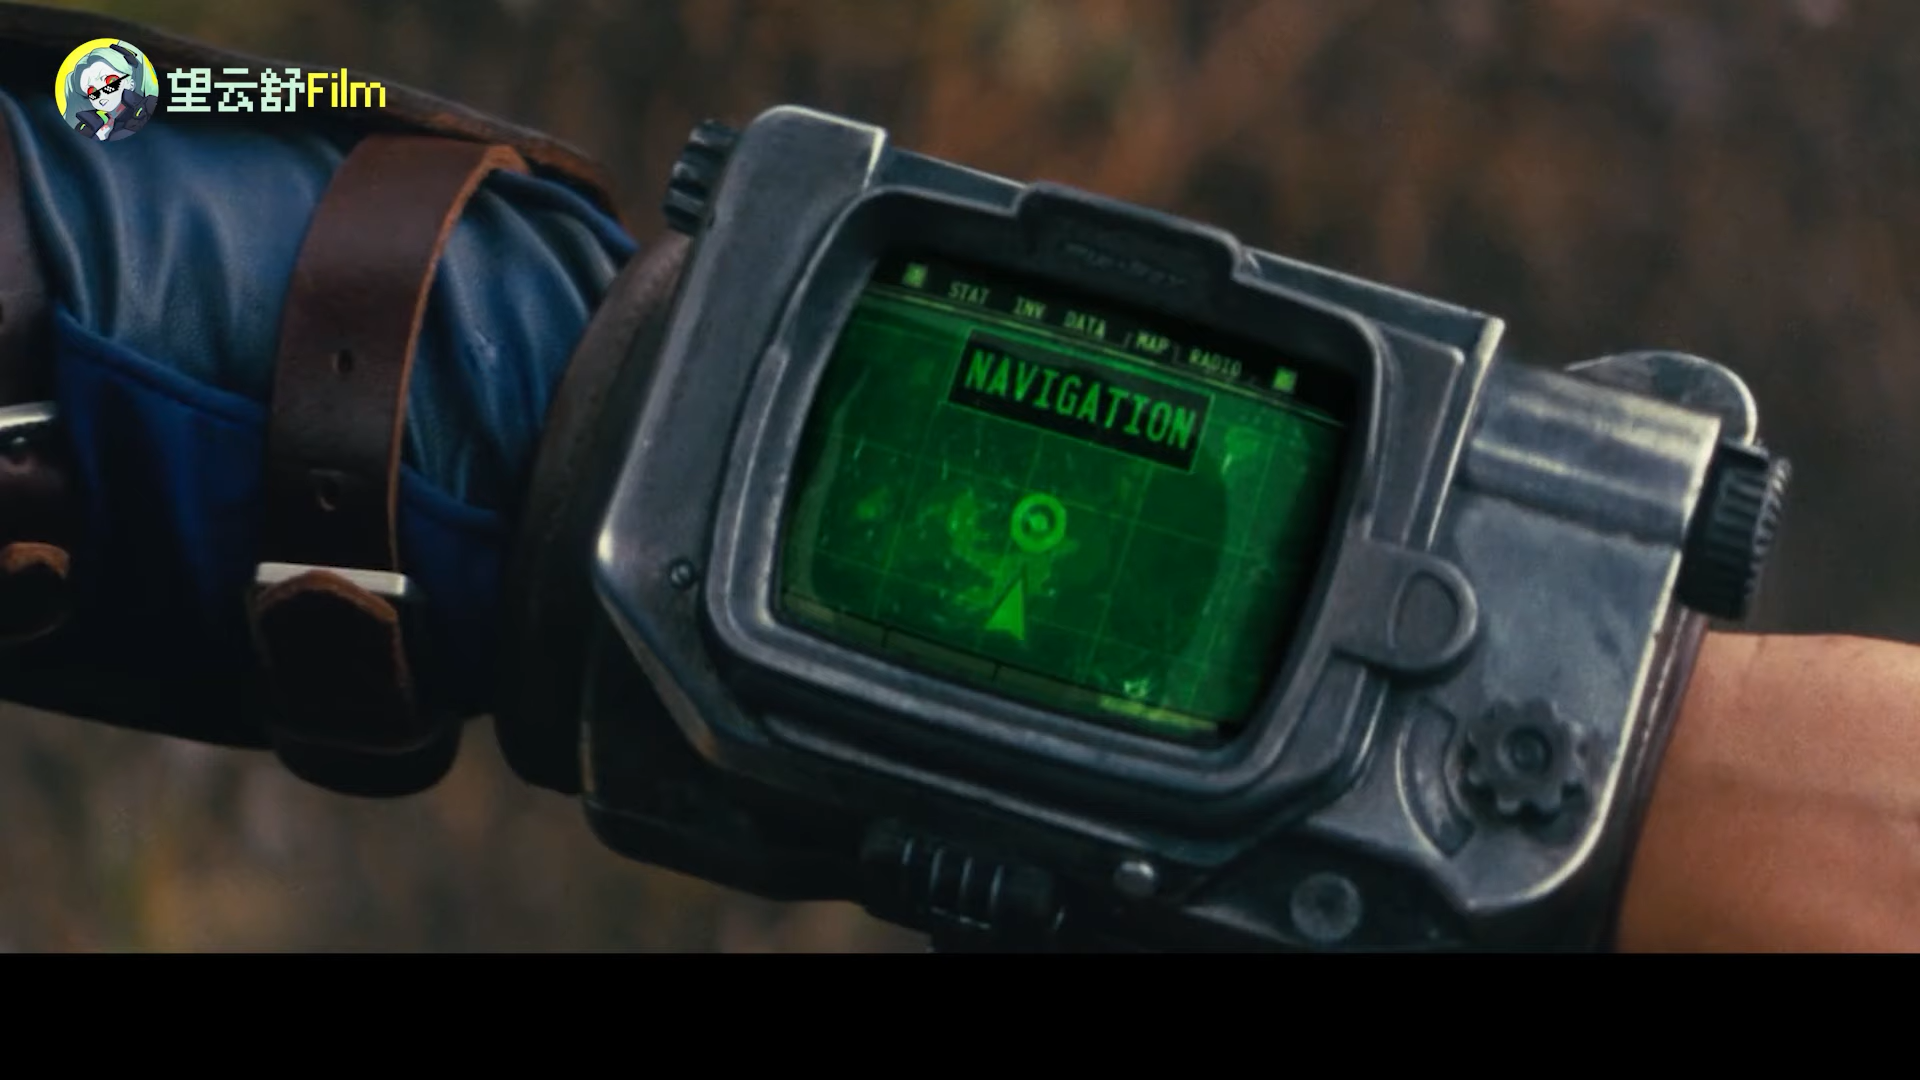 望云舒Film
STAT INV DATA MAP RADIO
NAVIGATION